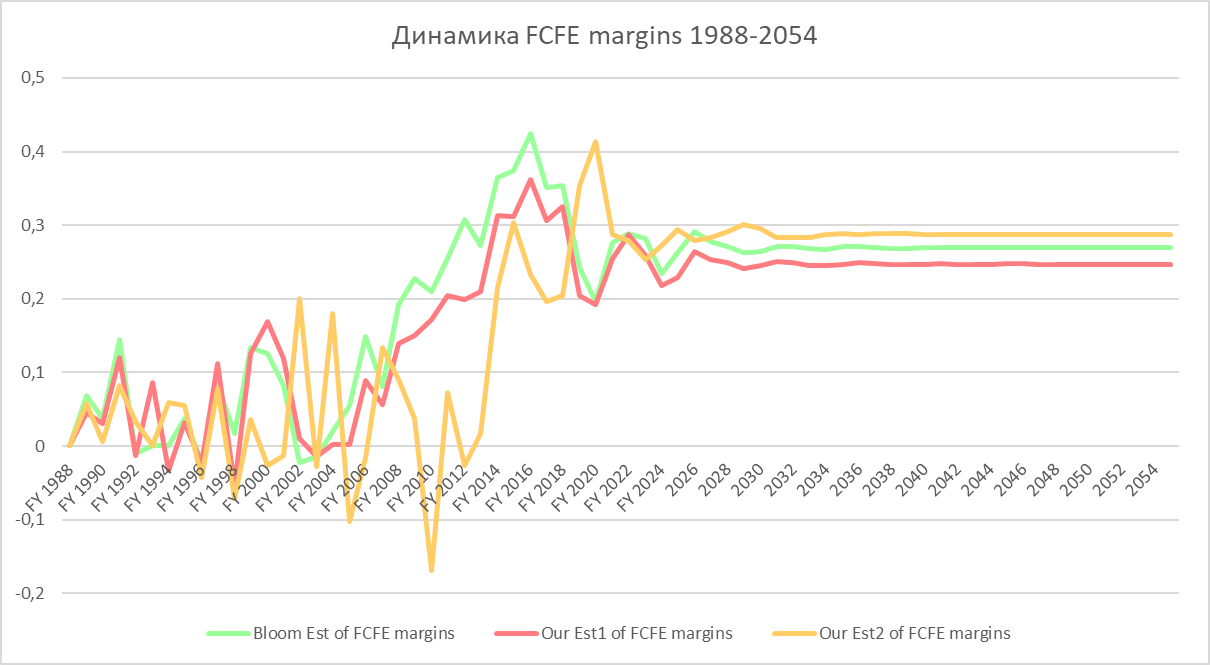 Динамика FCFE margins 1988-2054
0,5
0,4
0,3
0,2
0,1
0
-0,1
-0,2
FY 1988
FY 1990
FY 1992
FY 1994
FY 1996
FY 1998
FY 2000
FY 2002
FY 2004
FY 2006
FY 2008
FY 2010
FY 2012
FY 2014
FY 2016
FY 2018
FY 2020
FY 2022
FY 2024
2026
2028
2030
2032
2034
2036
2038
2040
2042
2044
2046
2048
2050
2052
2054
Bloom Est of FCFE margins
Our Est1 of FCFE margins
Our Est2 of FCFE margins